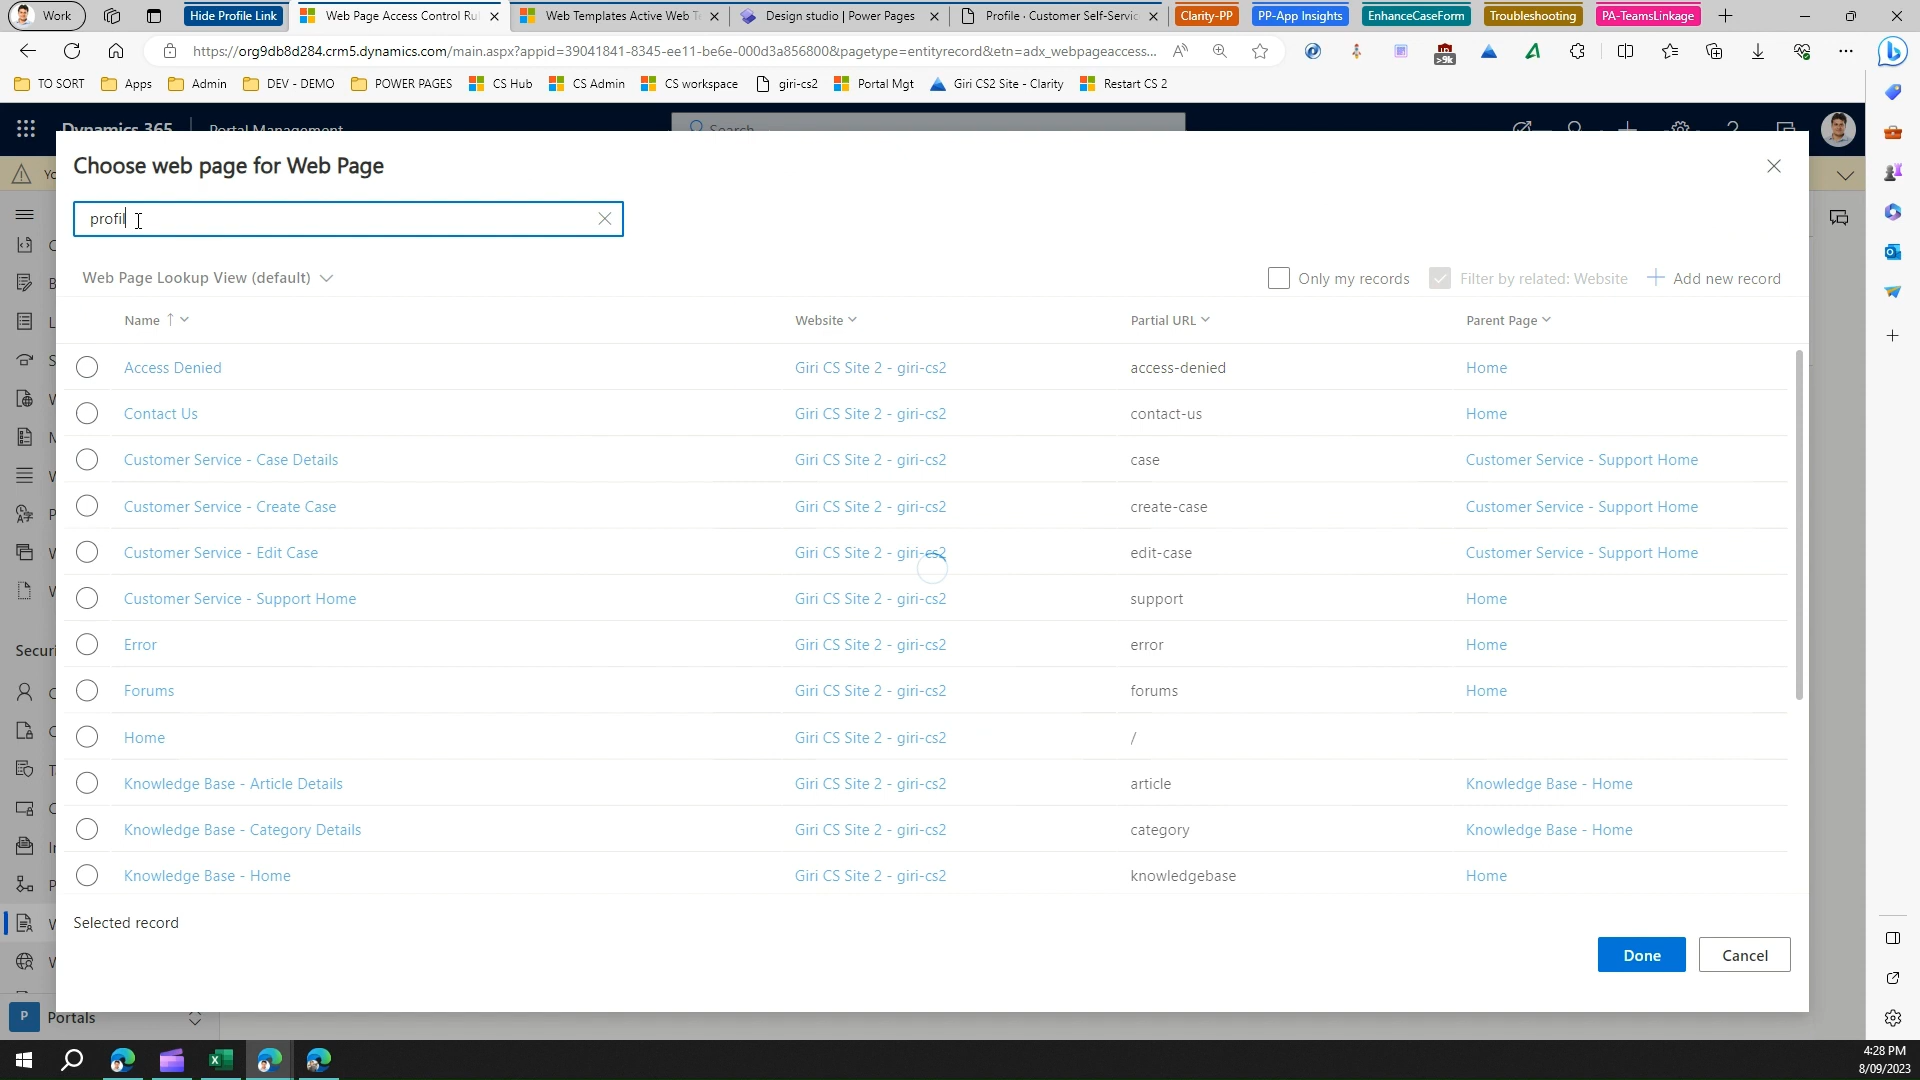 Work
Hide Profile Link
Web Page Access Control Ru
Web Templates Active Web T
Design studio | Power Pages
Profile · Customer Self-Servic
Clarity-PP
PP-App Insights
EnhanceCaseForm
Troubleshooting
PA-TeamsLinkage
https://org9db8d284.crm5.dynamics.com/main.aspx?appid=39041841-8345-ee11-be6e-000d3a856800&pagetype=entityrecord&etn=adx_webpageaccess...
>9k
TO SORT
Apps
Admin
DEV - DEMO
POWER PAGES
CS Hub
CS Admin
CS workspace
giri-cs2
Portal Mgt
Giri CS2 Site - Clarity
Restart CS 2
Dynamics 365
Portal Management
Search
Choose web page for Web Page
profil
Web Page Lookup View (default)
Only my records
Filter by related: Website
Add new record
Name
Website
Partial URL
Parent Page
Access Denied Giri CS Site 2 - giri-cs2 access-denied Home
Contact Us Giri CS Site 2 - giri-cs2 contact-us Home
Customer Service - Case Details Giri CS Site 2 - giri-cs2 case Customer Service - Support Home
Customer Service - Create Case Giri CS Site 2 - giri-cs2 create-case Customer Service - Support Home
Customer Service - Edit Case Giri CS Site 2 - giri-cs2 edit-case Customer Service - Support Home
Customer Service - Support Home Giri CS Site 2 - giri-cs2 support Home
Error Giri CS Site 2 - giri-cs2 error Home
Forums Giri CS Site 2 - giri-cs2 forums Home
Home Giri CS Site 2 - giri-cs2 /
Knowledge Base - Article Details Giri CS Site 2 - giri-cs2 article Knowledge Base - Home
Knowledge Base - Category Details Giri CS Site 2 - giri-cs2 category Knowledge Base - Home
Knowledge Base - Home Giri CS Site 2 - giri-cs2 knowledgebase Home
Securi
Selected record
Done
Cancel
P
Portals
4:28 PM
8/09/2023